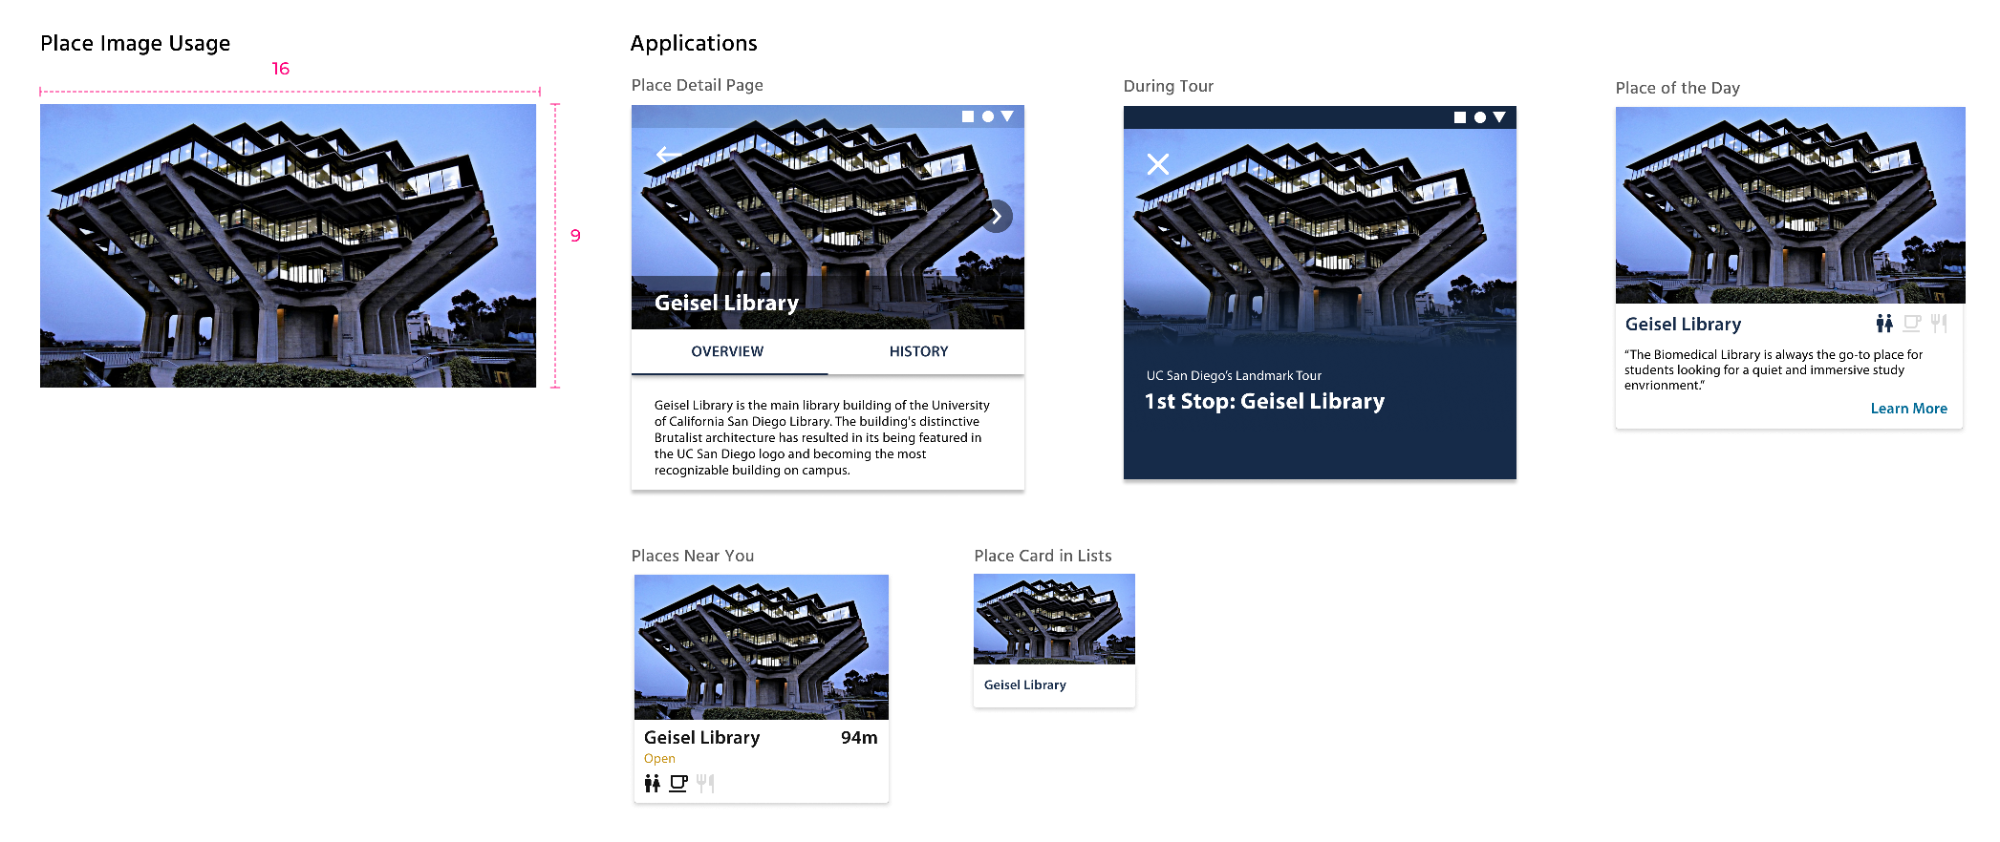 Place Image Usage
16
9
Applications
Place Detail Page
Geisel Library
OVERVIEW HISTORY
Geisel Library is the main library building of the University
of California San Diego Library. The building's distinctive
Brutalist architecture has resulted in its being featured in
the UC San Diego logo and becoming the most
recognizable building on campus.
During Tour
UC San Diego's Landmark Tour
1st Stop: Geisel Library
Place of the Day
Geisel Library
“The Biomedical Library is always the go-to place for
students looking for a quiet and immersive study
envrionment.”
Learn More
Places Near You
Geisel Library 94m
Open
Place Card in Lists
Geisel Library